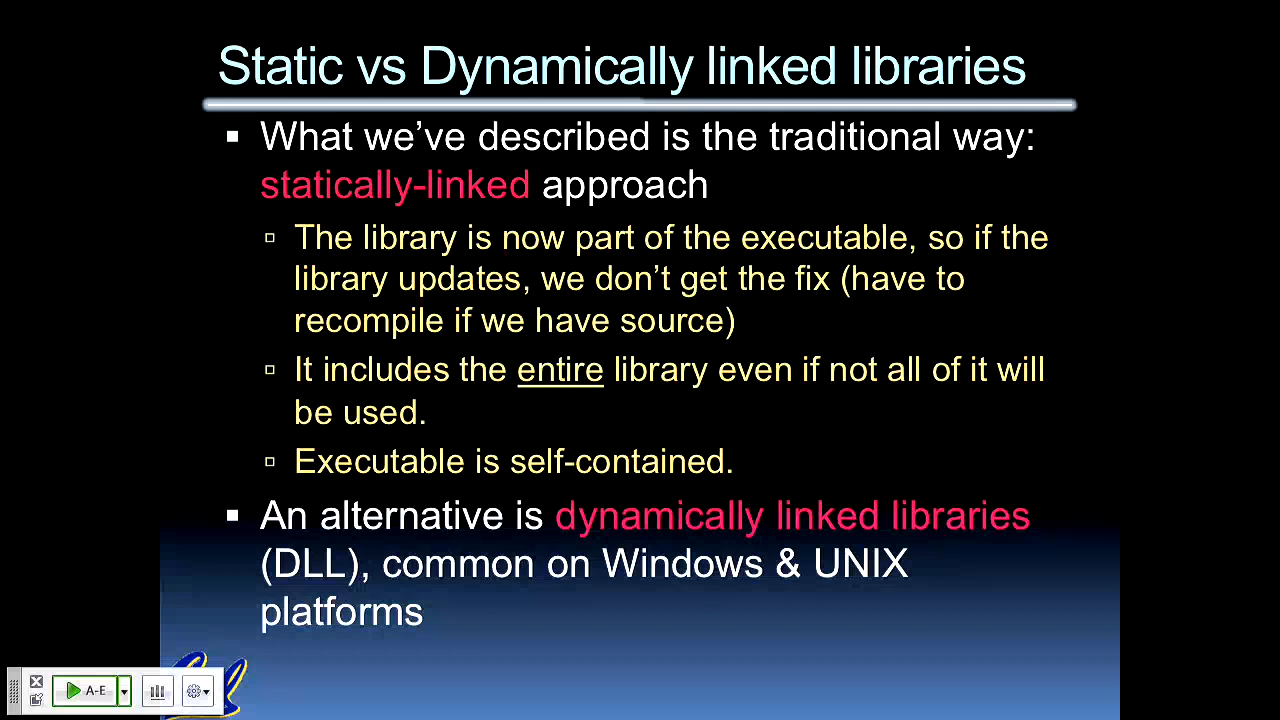 Static vs Dynamically linked libraries
▪ What we’ve described is the traditional way:
statically-linked approach
▫ The library is now part of the executable, so if the
library updates, we don’t get the fix (have to
recompile if we have source)
▫ It includes the entire library even if not all of it will
be used.
▫ Executable is self-contained.
▪ An alternative is dynamically linked libraries
(DLL), common on Windows & UNIX
platforms
A-E